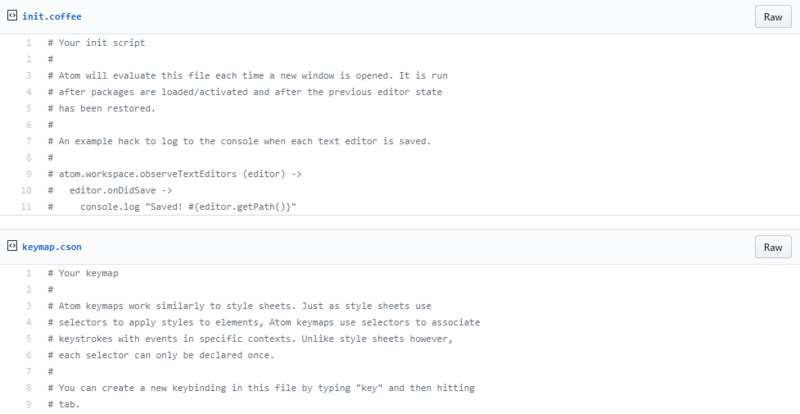 init.coffee
Raw
1 # Your init script
2 #
3 # Atom will evaluate this file each time a new window is opened. It is run
4 # after packages are loaded/activated and after the previous editor state
5 # has been restored.
6 #
7 # An example hack to log to the console when each text editor is saved.
8 #
9 # atom.workspace.observeTextEditors (editor) ->
10 #   editor.onDidSave ->
11 #     console.log "Saved! #{editor.getPath()}"
keymap.cson
Raw
1 # Your keymap
2 #
3 # Atom keymaps work similarly to style sheets. Just as style sheets use
4 # selectors to apply styles to elements, Atom keymaps use selectors to associate
5 # keystrokes with events in specific contexts. Unlike style sheets however,
6 # each selector can only be declared once.
7 #
8 # You can create a new keybinding in this file by typing "key" and then hitting
9 # tab.